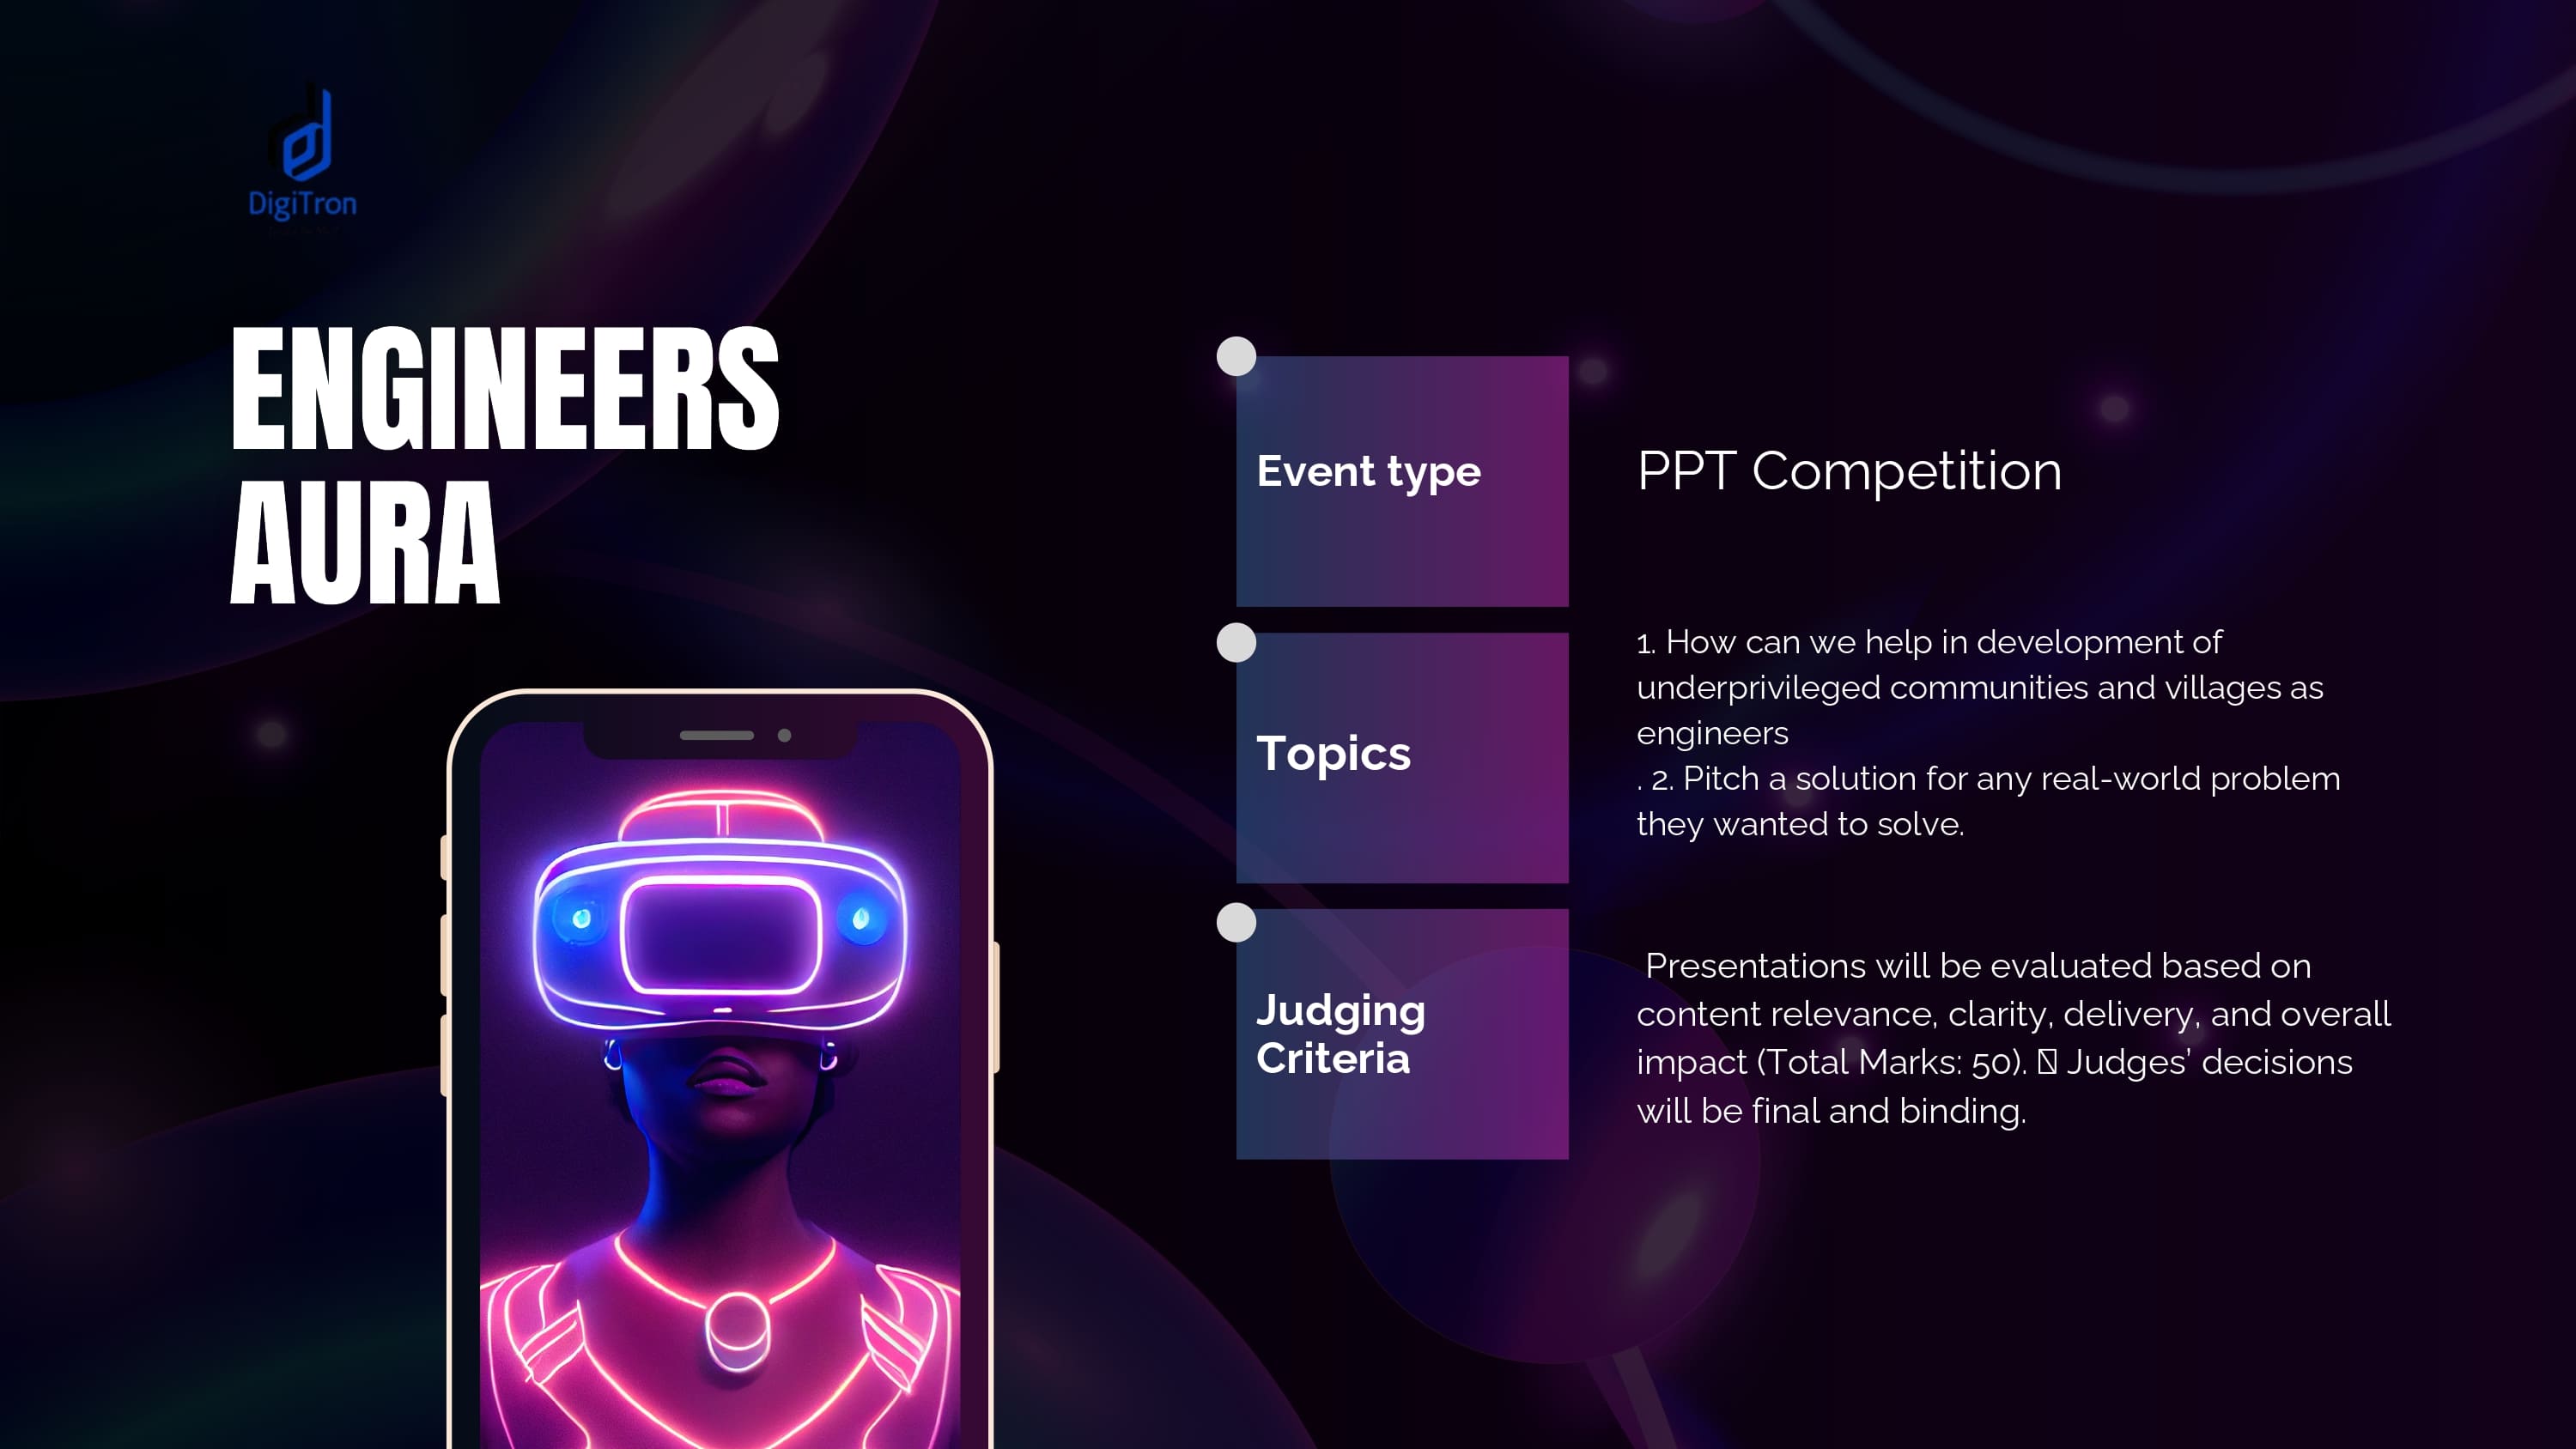 DigiTron
ENGINEERS
AURA
Event type
PPT Competition
Topics
1. How can we help in development of
underprivileged communities and villages as
engineers
. 2. Pitch a solution for any real-world problem
they wanted to solve.
Judging
Criteria
Presentations will be evaluated based on
content relevance, clarity, delivery, and overall
impact (Total Marks: 50). Judges’ decisions
will be final and binding.